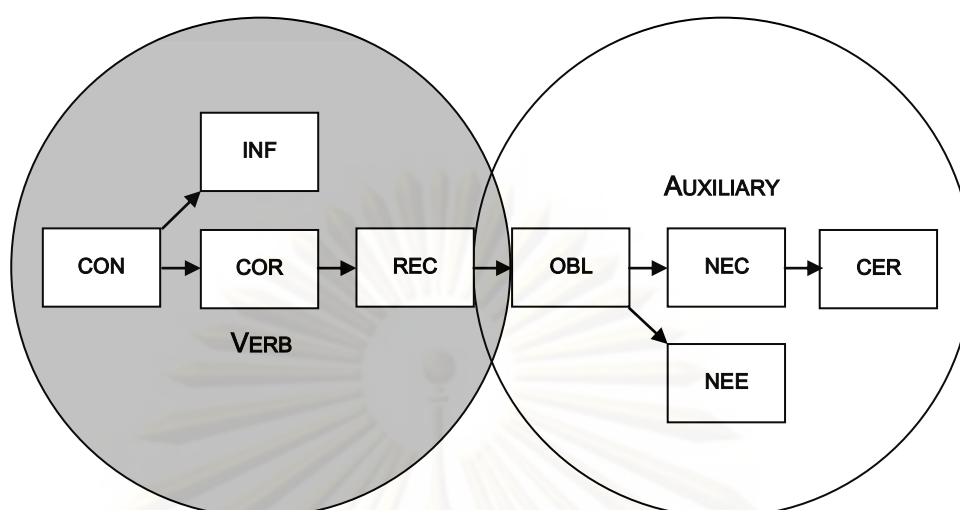 INF
AUXILIARY
CON
COR
REC
OBL
NEC
CER
VERB
NEE